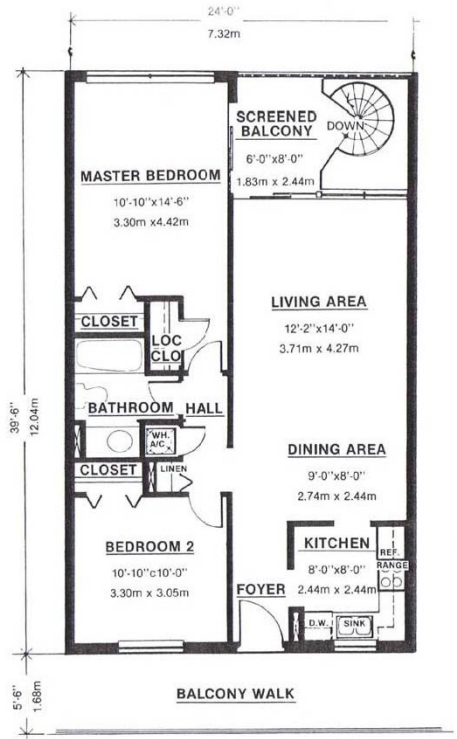 24'-0"
7.32m
SCREENED
BALCONY
DOWN
6'-0"x8'-0"
1.83m x 2.44m
MASTER BEDROOM
10'-10"x14'-6"
3.30m x4.42m
LIVING AREA
12'-2"x14'-0"
3.71m x 4.27m
CLOSET
LOC
CLO
39'-6"
12.04m
BATHROOM
HALL
WH.
A/C
DINING AREA
9'-0"x8'-0"
2.74m x 2.44m
CLOSET
LINEN
BEDROOM 2
10'-10"c10'-0"
3.30m x 3.05m
KITCHEN
8'-0"x8'-0"
2.44m x 2.44m
REF.
RANGE
FOYER
D.W.
SINK
5'-6"
1.68m
BALCONY WALK